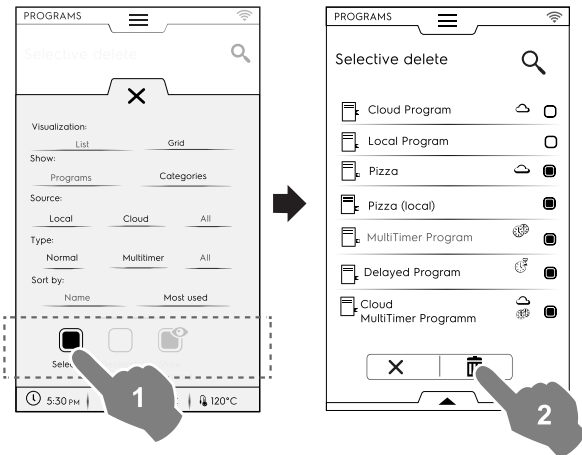 PROGRAMS
Selective delete
Visualization:
List Grid
Show:
Programs Categories
Source:
Local Cloud All
Type:
Normal Multitimer All
Sort by:
Name Most used
5:30 PM 120°C
1
PROGRAMS
Selective delete
Cloud Program
Local Program
Pizza
Pizza (local)
MultiTimer Program
Delayed Program
Cloud
MultiTimer Programm
2